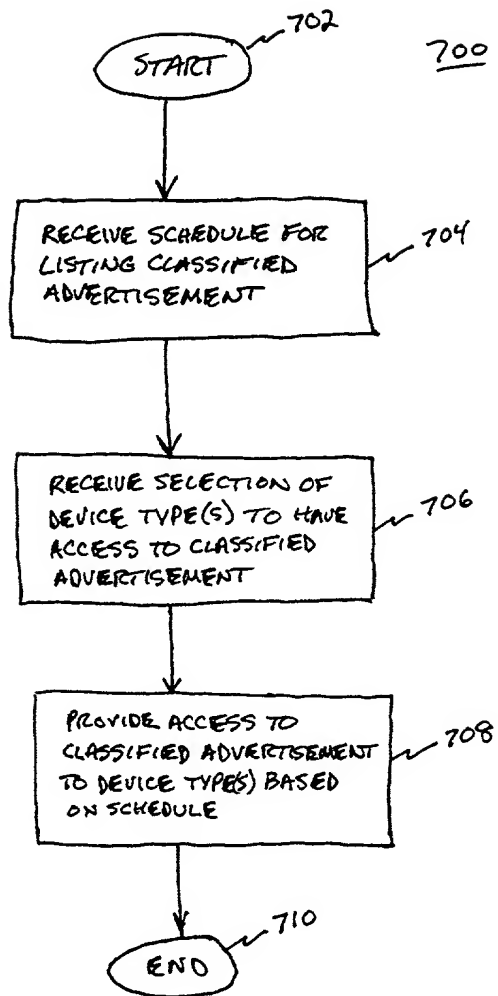 702
START
700
RECEIVE SCHEDULE FOR
LISTING CLASSIFIED
ADVERTISEMENT
704
RECEIVE SELECTION OF
DEVICE TYPE(S) TO HAVE
ACCESS TO CLASSIFIED
ADVERTISEMENT
706
PROVIDE ACCESS TO
CLASSIFIED ADVERTISEMENT
TO DEVICE TYPE(S) BASED
ON SCHEDULE
708
710
END